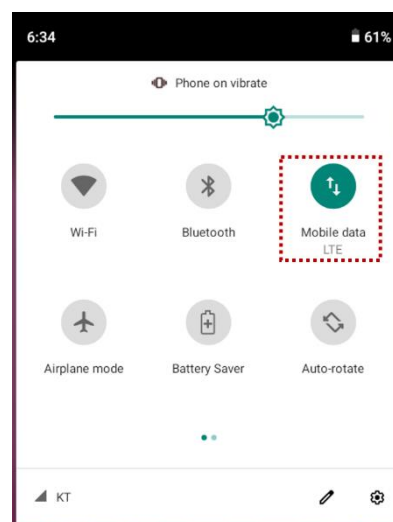 6:34 61%
Phone on vibrate
Wi-Fi Bluetooth Mobile data
LTE
Airplane mode Battery Saver Auto-rotate
KT